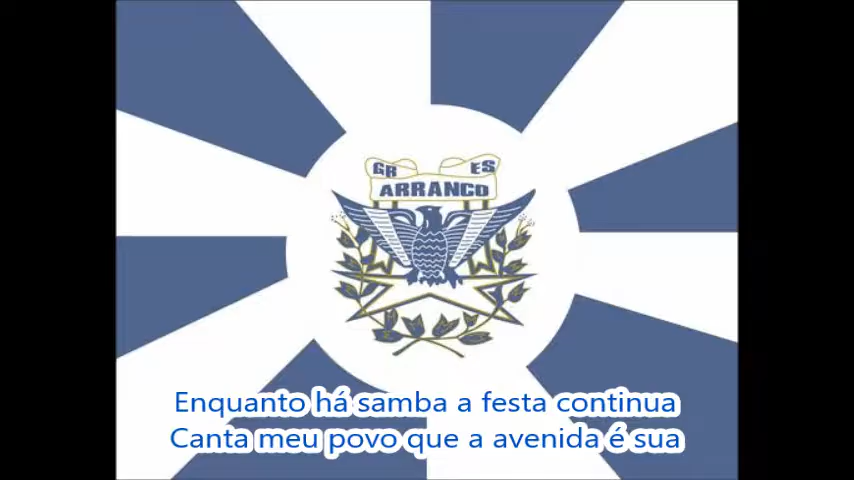 GR ES
ARRANCO
Enquanto há samba a festa continua
Canta meu povo que a avenida é sua